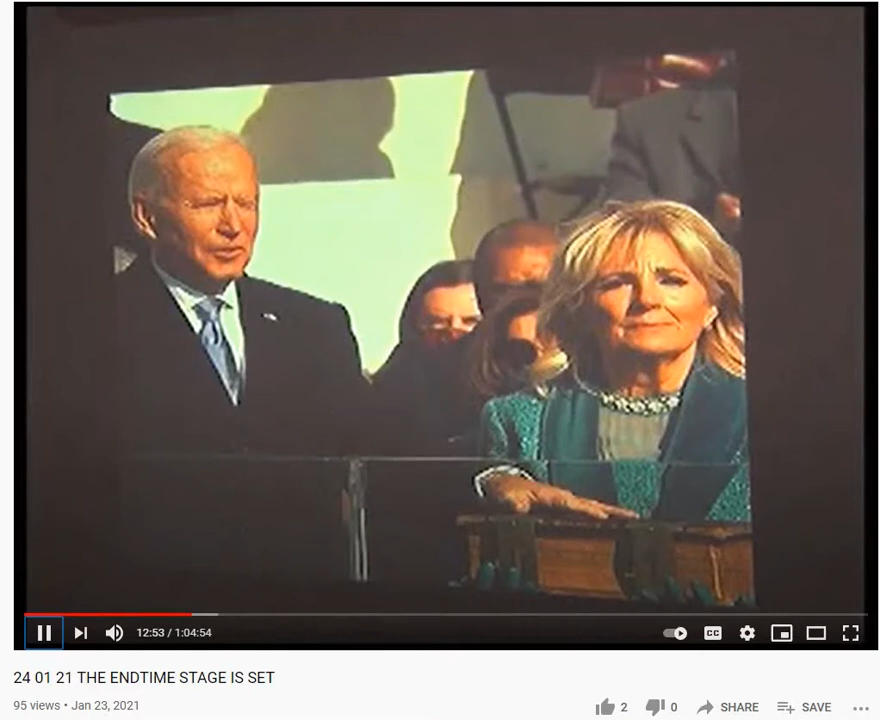 12:53 / 1:04:54
CC
24 01 21 THE ENDTIME STAGE IS SET
95 views • Jan 23, 2021
2
0
SHARE
SAVE